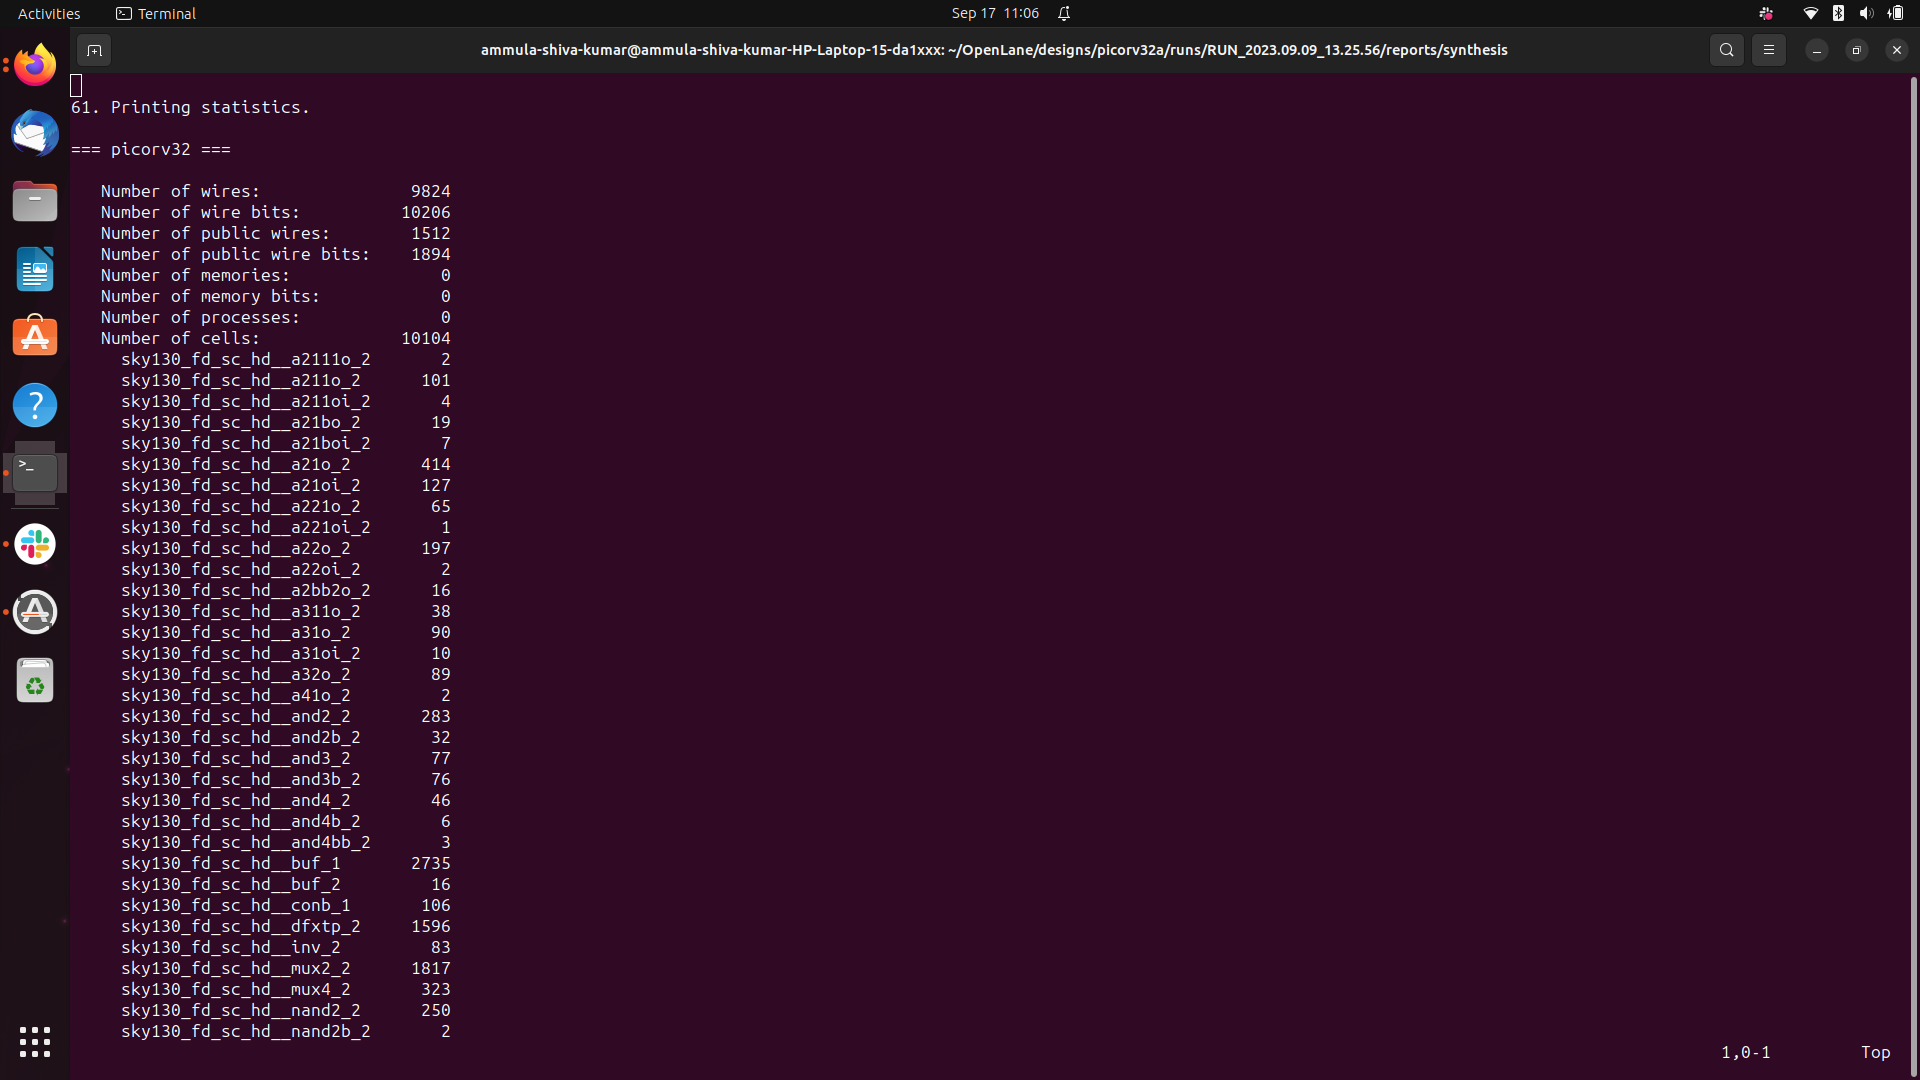 Activities
Terminal
Sep 17 11:06
ammula-shiva-kumar@ammula-shiva-kumar-HP-Laptop-15-da1xxx: ~/OpenLane/designs/picorv32a/runs/RUN_2023.09.09_13.25.56/reports/synthesis
61. Printing statistics.
=== picorv32 ===
Number of wires: 9824
Number of wire bits: 10206
Number of public wires: 1512
Number of public wire bits: 1894
Number of memories: 0
Number of memory bits: 0
Number of processes: 0
Number of cells: 10104
sky130_fd_sc_hd__a2111o_2 2
sky130_fd_sc_hd__a211o_2 101
sky130_fd_sc_hd__a211oi_2 4
sky130_fd_sc_hd__a21bo_2 19
sky130_fd_sc_hd__a21boi_2 7
sky130_fd_sc_hd__a21o_2 414
sky130_fd_sc_hd__a21oi_2 127
sky130_fd_sc_hd__a221o_2 65
sky130_fd_sc_hd__a221oi_2 1
sky130_fd_sc_hd__a22o_2 197
sky130_fd_sc_hd__a22oi_2 2
sky130_fd_sc_hd__a2bb2o_2 16
sky130_fd_sc_hd__a311o_2 38
sky130_fd_sc_hd__a31o_2 90
sky130_fd_sc_hd__a31oi_2 10
sky130_fd_sc_hd__a32o_2 89
sky130_fd_sc_hd__a41o_2 2
sky130_fd_sc_hd__and2_2 283
sky130_fd_sc_hd__and2b_2 32
sky130_fd_sc_hd__and3_2 77
sky130_fd_sc_hd__and3b_2 76
sky130_fd_sc_hd__and4_2 46
sky130_fd_sc_hd__and4b_2 6
sky130_fd_sc_hd__and4bb_2 3
sky130_fd_sc_hd__buf_1 2735
sky130_fd_sc_hd__buf_2 16
sky130_fd_sc_hd__conb_1 106
sky130_fd_sc_hd__dfxtp_2 1596
sky130_fd_sc_hd__inv_2 83
sky130_fd_sc_hd__mux2_2 1817
sky130_fd_sc_hd__mux4_2 323
sky130_fd_sc_hd__nand2_2 250
sky130_fd_sc_hd__nand2b_2 2
1,0-1 Top